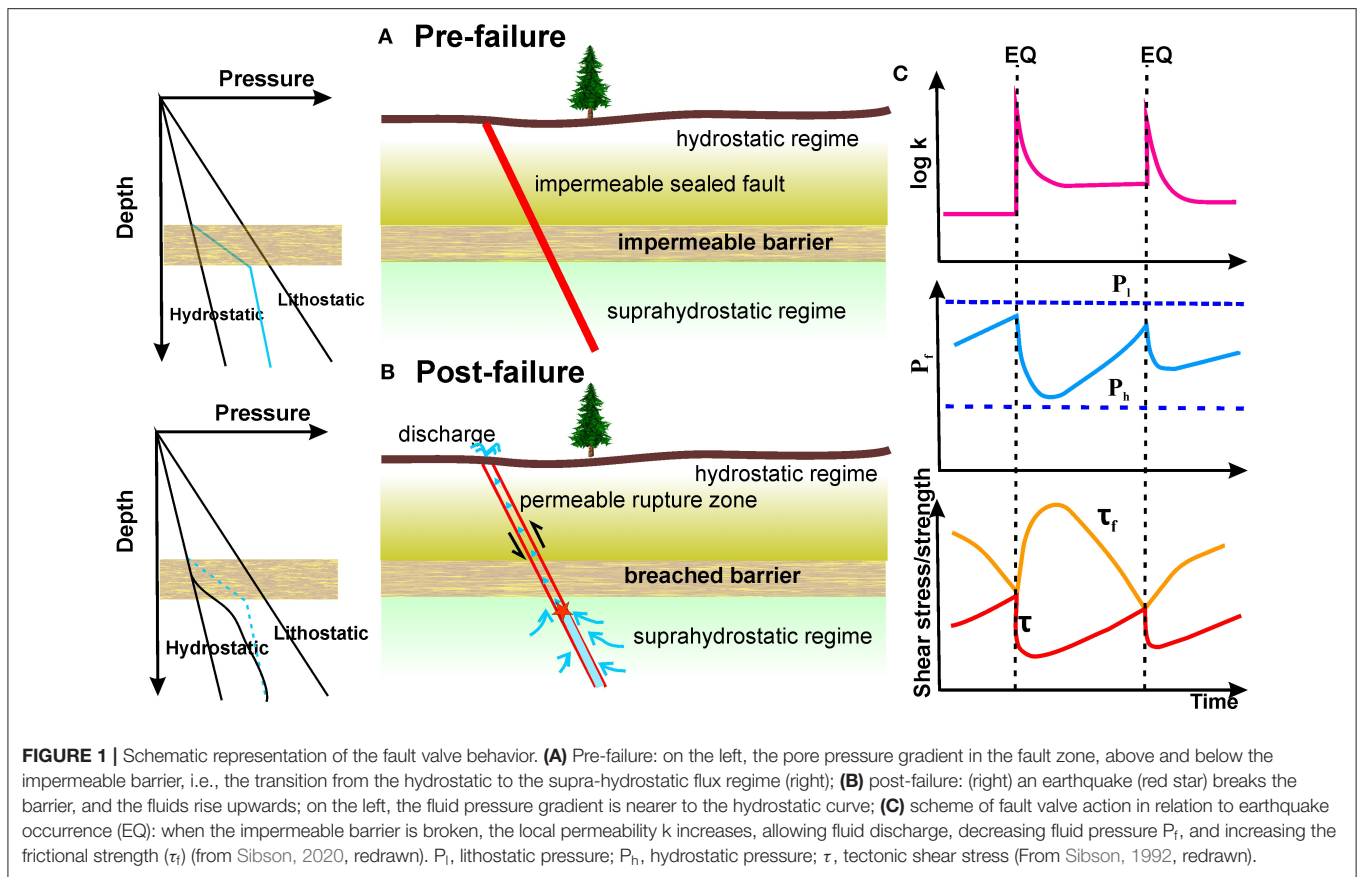 A Pre-failure
Pressure
Depth
Hydrostatic
Lithostatic
hydrostatic regime
impermeable sealed fault
impermeable barrier
suprahydrostatic regime
B Post-failure
Pressure
Depth
Hydrostatic
Lithostatic
discharge
hydrostatic regime
permeable rupture zone
breached barrier
suprahydrostatic regime
C
EQ
EQ
log k
Pl
Pf
Ph
Shear stress/strength
τf
τ
Time
FIGURE 1 | Schematic representation of the fault valve behavior. (A) Pre-failure: on the left, the pore pressure gradient in the fault zone, above and below the
impermeable barrier, i.e., the transition from the hydrostatic to the supra-hydrostatic flux regime (right); (B) post-failure: (right) an earthquake (red star) breaks the
barrier, and the fluids rise upwards; on the left, the fluid pressure gradient is nearer to the hydrostatic curve; (C) scheme of fault valve action in relation to earthquake
occurrence (EQ): when the impermeable barrier is broken, the local permeability k increases, allowing fluid discharge, decreasing fluid pressure Pf, and increasing the
frictional strength (τf) (from Sibson, 2020, redrawn). Pl, lithostatic pressure; Ph, hydrostatic pressure; τ, tectonic shear stress (From Sibson, 1992, redrawn).